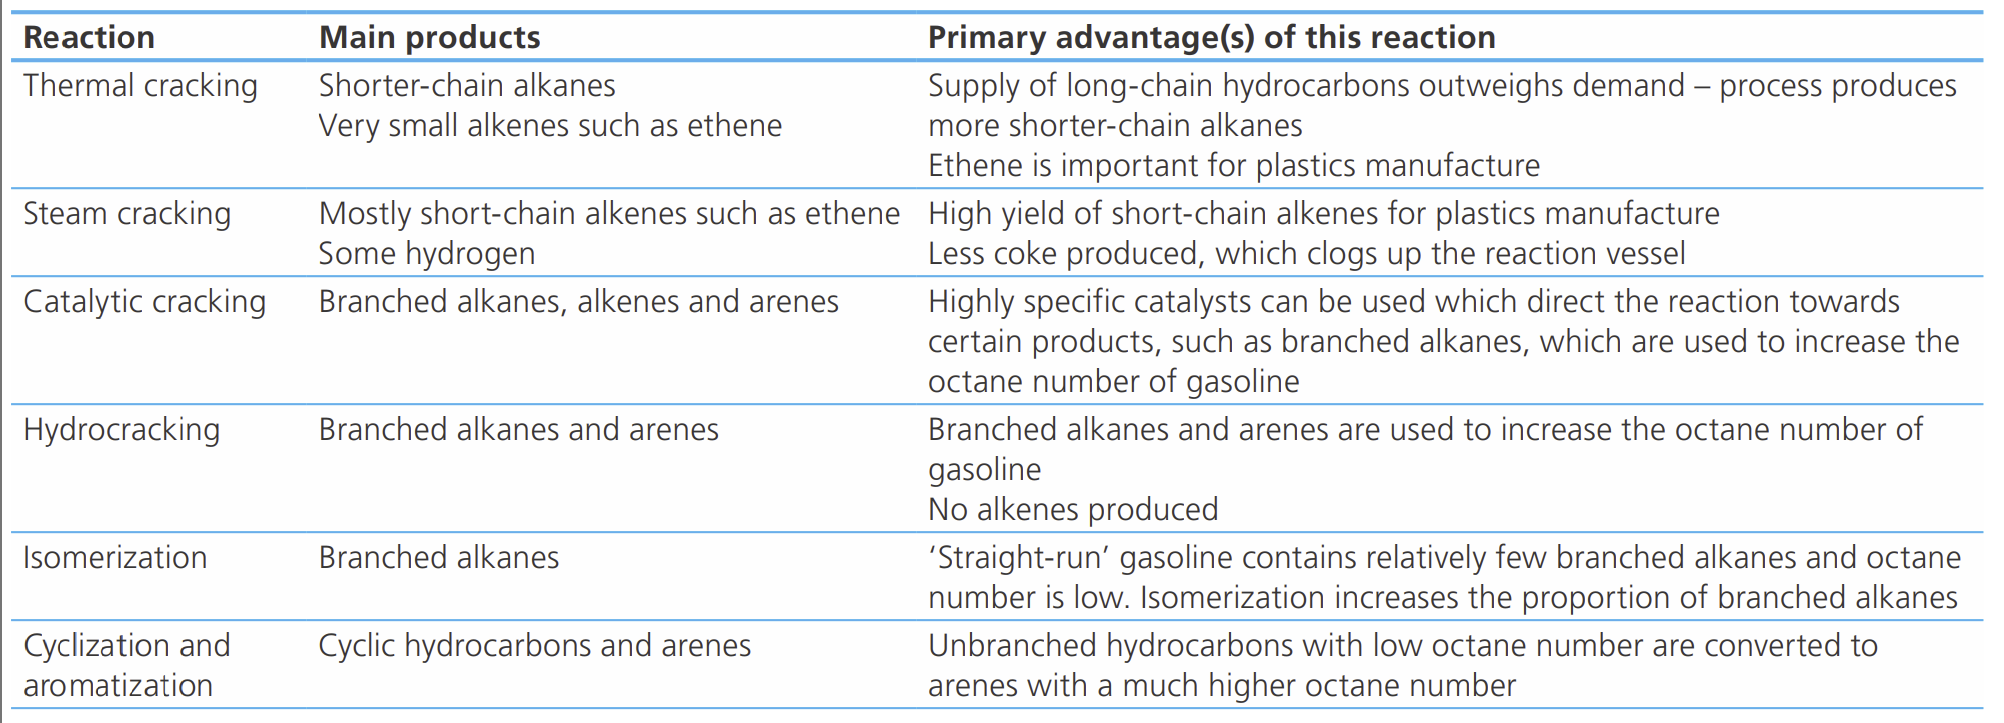 Reaction Main products Primary advantage(s) of this reaction
Thermal cracking Shorter-chain alkanes Supply of long-chain hydrocarbons outweighs demand – process produces
Very small alkenes such as ethene more shorter-chain alkanes
Ethene is important for plastics manufacture
Steam cracking Mostly short-chain alkenes such as ethene High yield of short-chain alkenes for plastics manufacture
Some hydrogen Less coke produced, which clogs up the reaction vessel
Catalytic cracking Branched alkanes, alkenes and arenes Highly specific catalysts can be used which direct the reaction towards
certain products, such as branched alkanes, which are used to increase the
octane number of gasoline
Hydrocracking Branched alkanes and arenes Branched alkanes and arenes are used to increase the octane number of
gasoline
No alkenes produced
Isomerization Branched alkanes ‘Straight-run’ gasoline contains relatively few branched alkanes and octane
number is low. Isomerization increases the proportion of branched alkanes
Cyclization and Cyclic hydrocarbons and arenes Unbranched hydrocarbons with low octane number are converted to
aromatization arenes with a much higher octane number